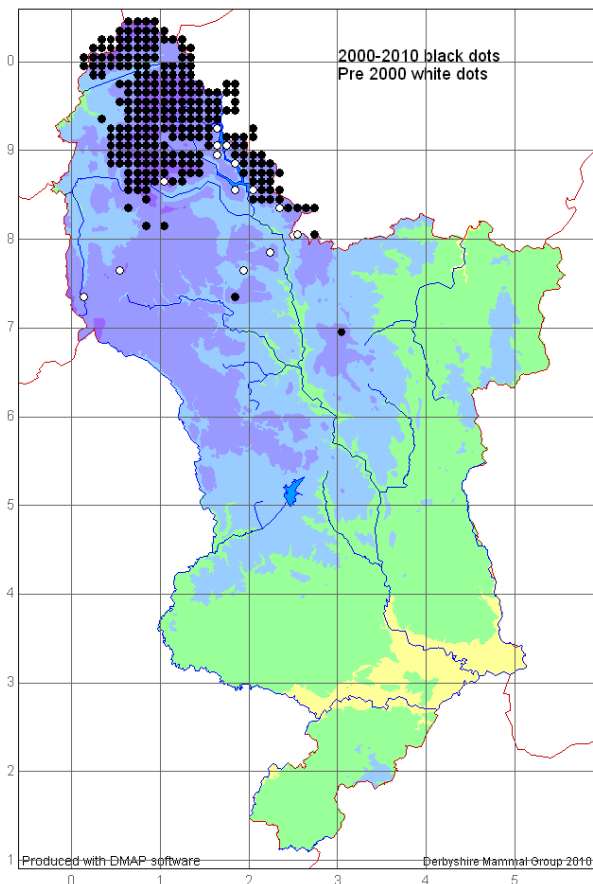 2000-2010 black dots
Pre 2000 white dots
0
9
8
7
6
5
4
3
2
1
Produced with DMAP software
Derbyshire Mammal Group 2010
0 1 2 3 4 5